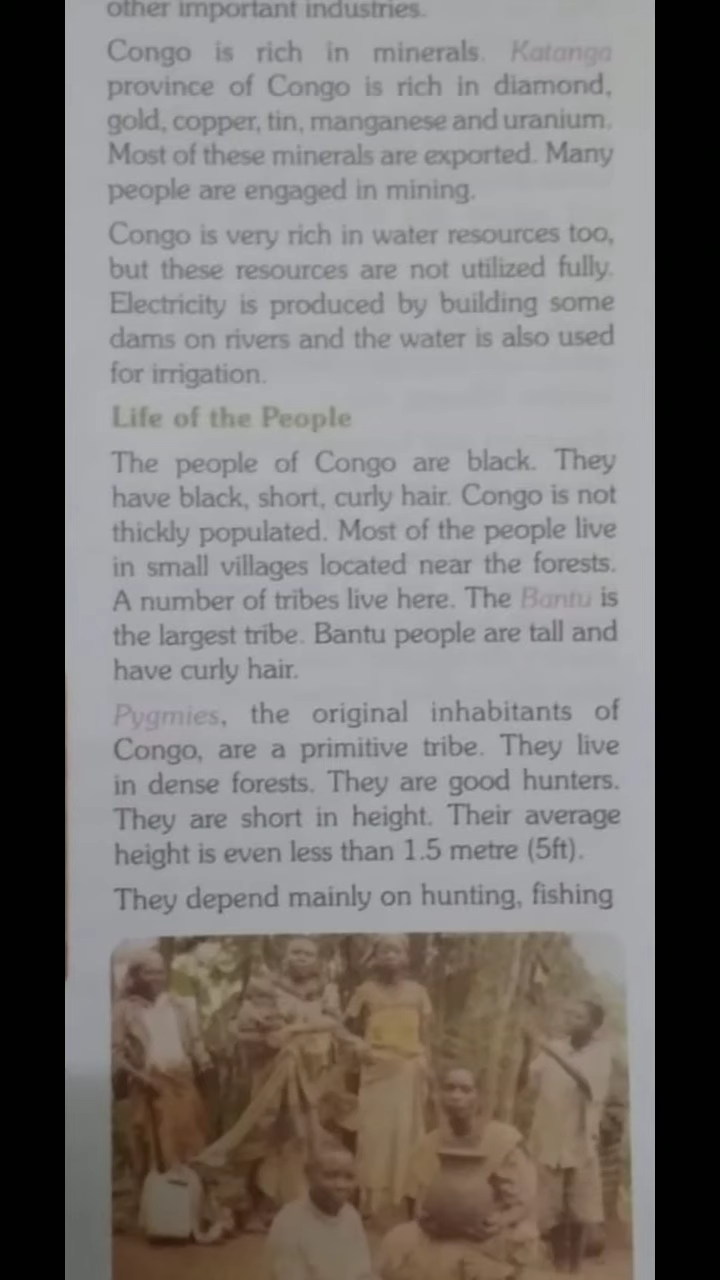 other important industries.
Congo is rich in minerals. Katanga
province of Congo is rich in diamond,
gold, copper, tin, manganese and uranium.
Most of these minerals are exported. Many
people are engaged in mining.
Congo is very rich in water resources too,
but these resources are not utilized fully.
Electricity is produced by building some
dams on rivers and the water is also used
for irrigation.
Life of the People
The people of Congo are black. They
have black, short, curly hair. Congo is not
thickly populated. Most of the people live
in small villages located near the forests.
A number of tribes live here. The Bantu is
the largest tribe. Bantu people are tall and
have curly hair.
Pygmies, the original inhabitants of
Congo, are a primitive tribe. They live
in dense forests. They are good hunters.
They are short in height. Their average
height is even less than 1.5 metre (5ft).
They depend mainly on hunting, fishing